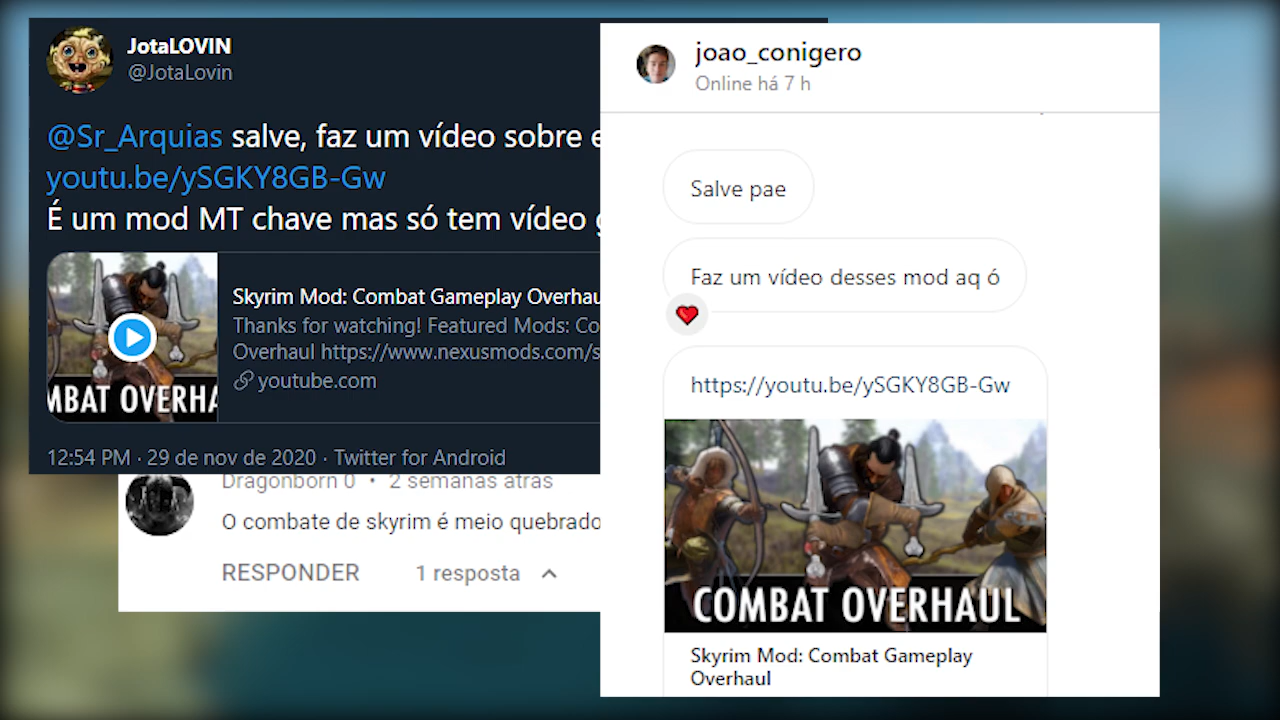 JotaLOVIN
@JotaLovin
@Sr_Arquias salve, faz um vídeo sobre e
youtu.be/ySGKY8GB-Gw
É um mod MT chave mas só tem vídeo g
MBAT OVERHA
Skyrim Mod: Combat Gameplay Overhau
Thanks for watching! Featured Mods: Co
Overhaul https://www.nexusmods.com/s
youtube.com
12:54 PM · 29 de nov de 2020 · Twitter for Android
Dragonborn 0 • 2 semanas atrás
O combate de skyrim é meio quebrado
RESPONDER 1 resposta
joao_conigero
Online há 7 h
Salve pae
Faz um vídeo desses mod aq ó
https://youtu.be/ySGKY8GB-Gw
COMBAT OVERHAUL
Skyrim Mod: Combat Gameplay
Overhaul